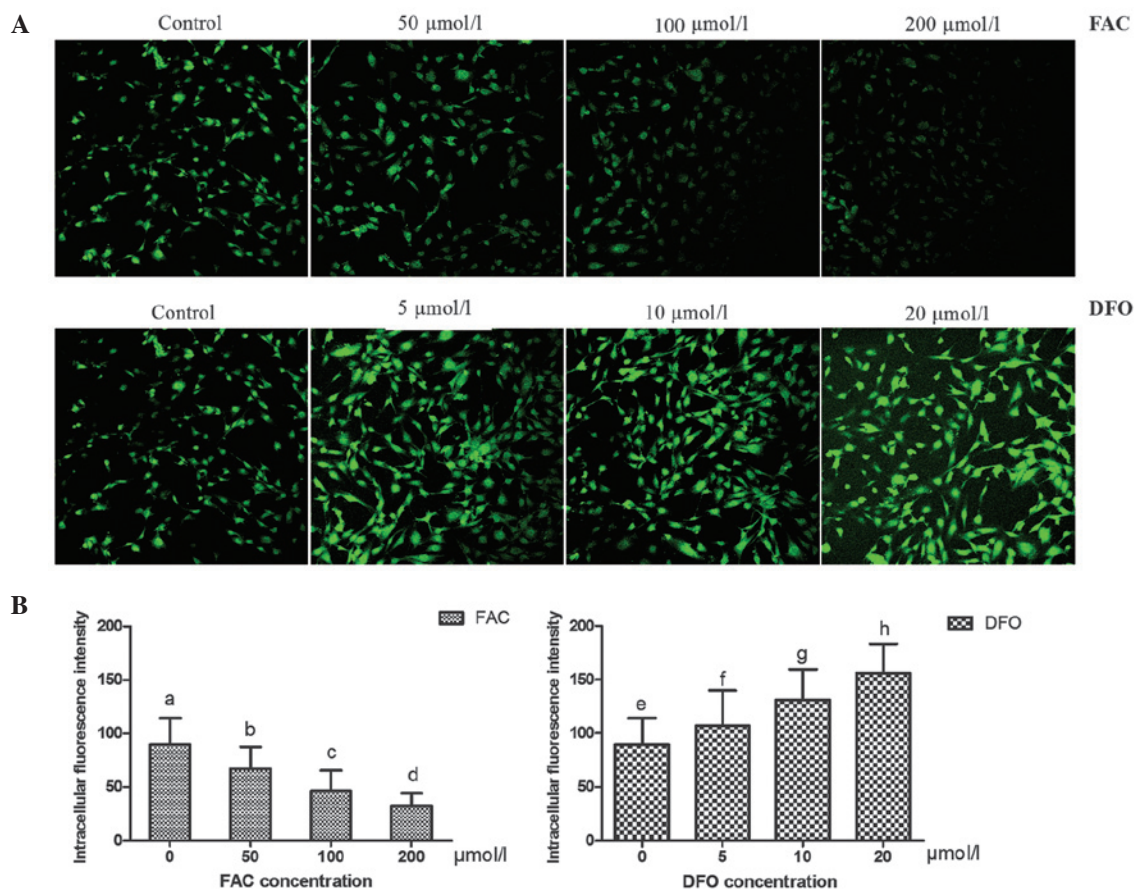 A
Control 50 µmol/l 100 µmol/l 200 µmol/l FAC
Control 5 µmol/l 10 µmol/l 20 µmol/l DFO
B
Intracellular fluorescence intensity
200
150
100
50
0
a
b
c
d
FAC
0 50 100 200 µmol/l
FAC concentration
Intracellular fluorescence intensity
200
150
100
50
0
e
f
g
h
DFO
0 5 10 20 µmol/l
DFO concentration